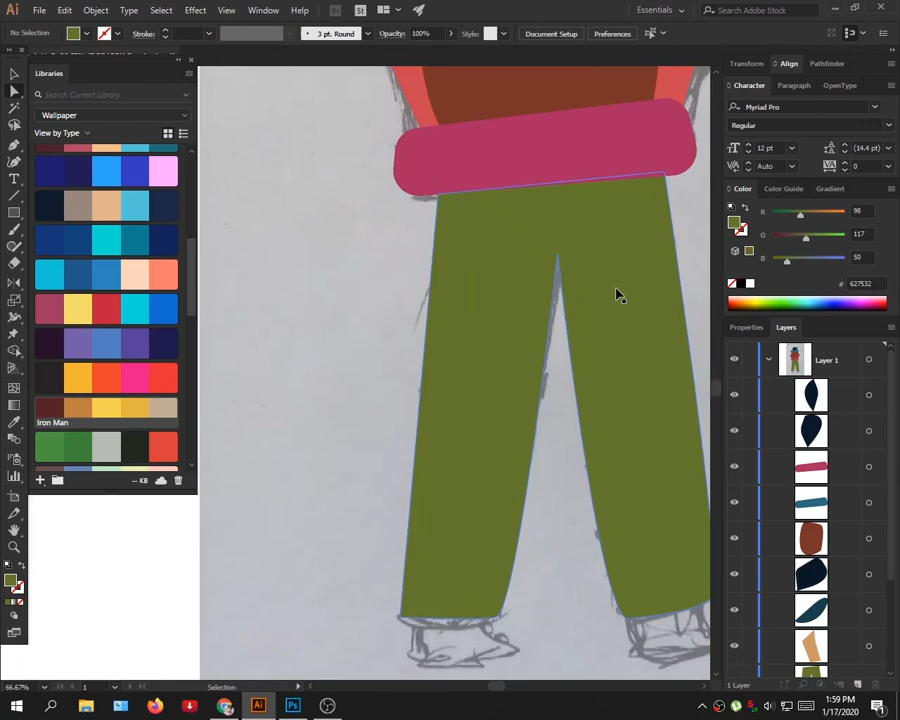 Ai File Edit Object Type Select Effect View Window Help Br St Essentials Search Adobe Stock
No Selection Stroke: 3 pt. Round Opacity: 100% Style: Document Setup Preferences
Libraries
Search Current Library
Wallpaper
View by Type
Iron Man
-- KB
Transform Align Pathfinder
Character Paragraph OpenType
Myriad Pro
Regular
12 pt (14.4 pt)
Auto 0
Color Color Guide Gradient
R 98
G 117
B 50
# 627532
Properties Layers
Layer 1
1 Layer
66.67% 1 Selection
1:59 PM
1/17/2020